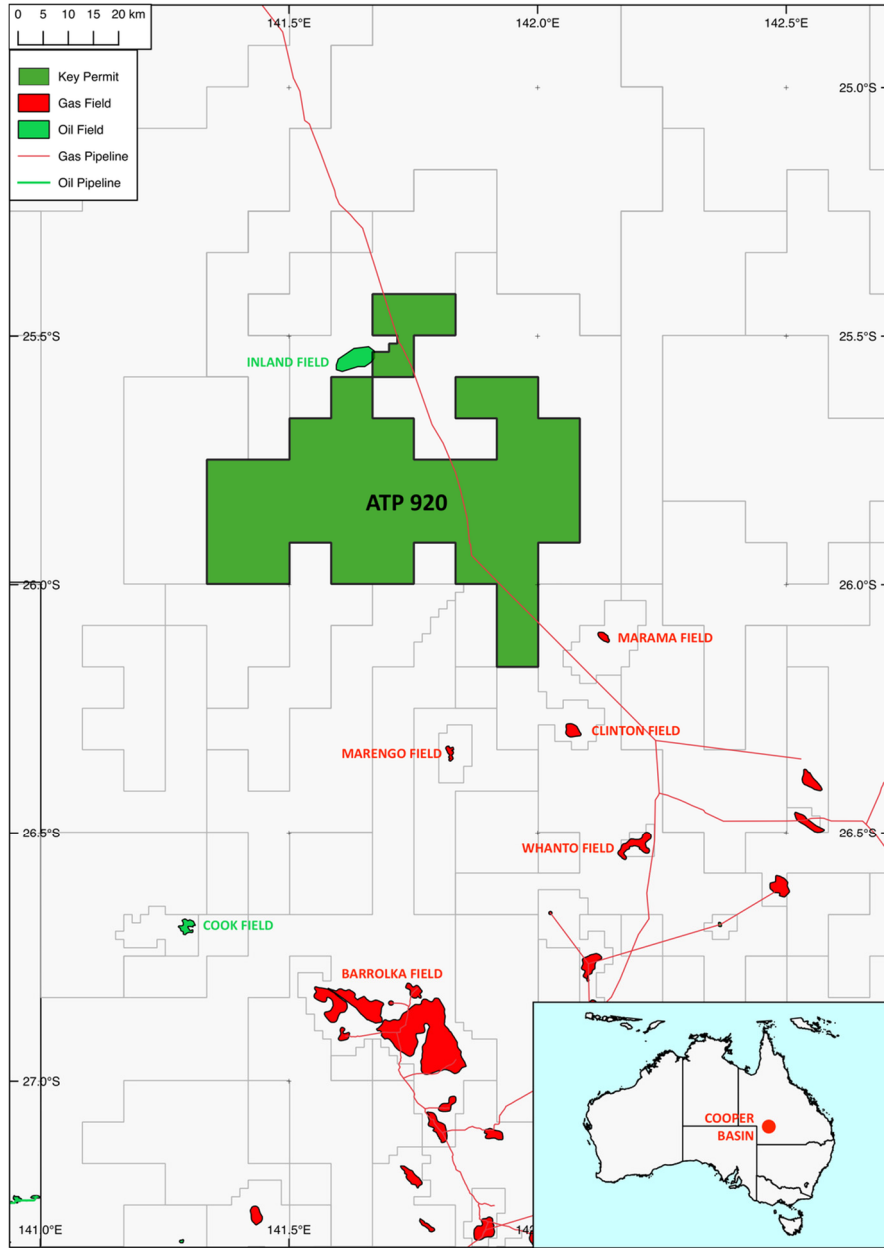 0 5 10 15 20 km
141.5°E
142.0°E
142.5°E
Key Permit
Gas Field
Oil Field
Gas Pipeline
Oil Pipeline
25.0°S
25.5°S
25.5°S
INLAND FIELD
ATP 920
26.0°S
26.0°S
MARAMA FIELD
CLINTON FIELD
MARENGO FIELD
26.5°S
26.5°S
WHANTO FIELD
COOK FIELD
BARROLKA FIELD
27.0°S
COOPER
BASIN
141.0°E
141.5°E